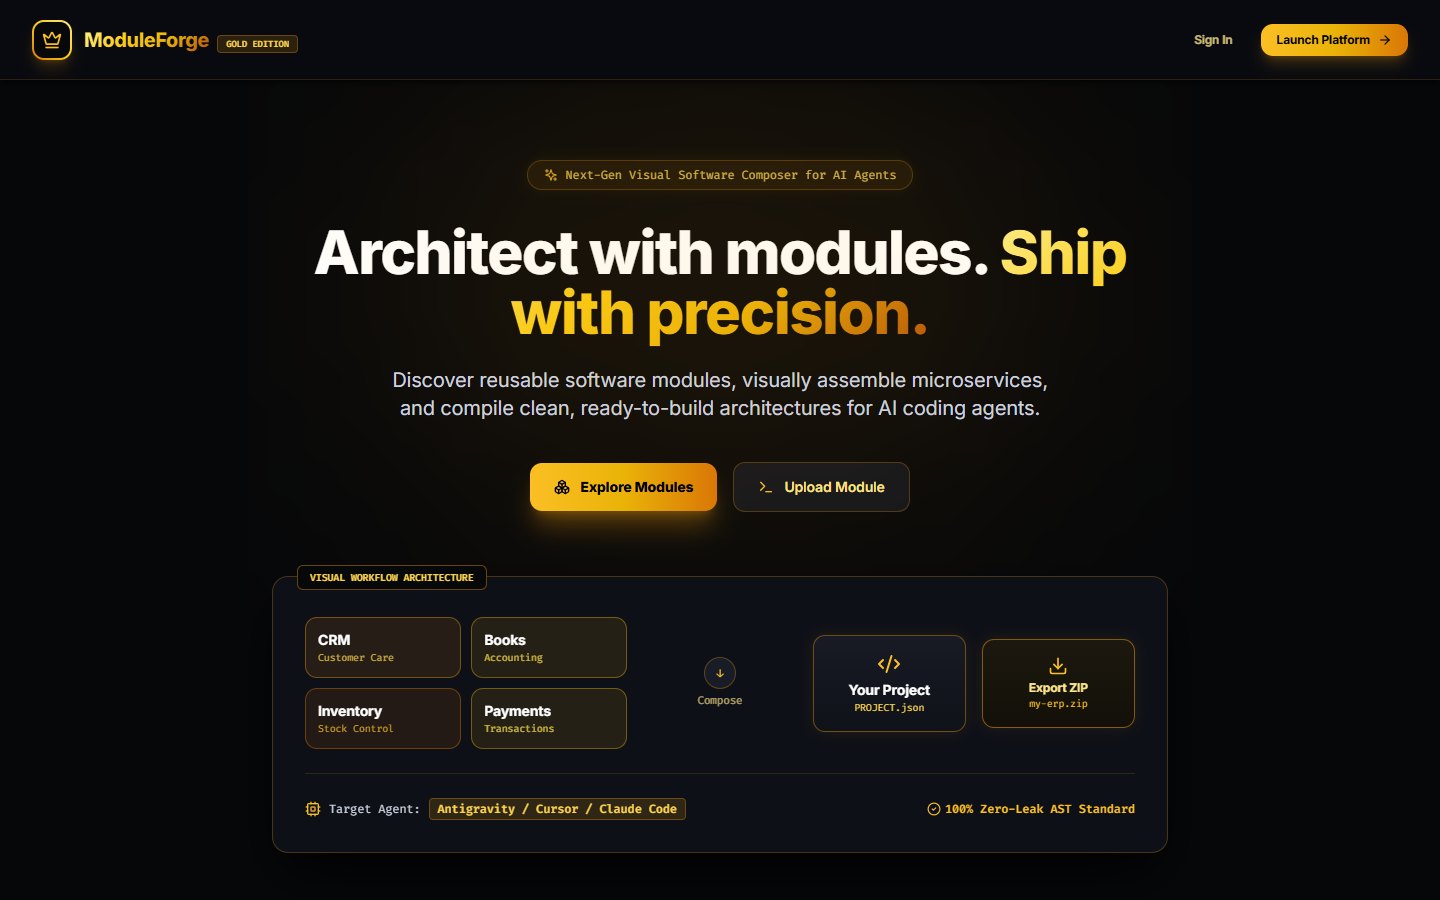 ModuleForge GOLD EDITION
Sign In
Launch Platform
Next-Gen Visual Software Composer for AI Agents
Architect with modules. Ship
with precision.
Discover reusable software modules, visually assemble microservices,
and compile clean, ready-to-build architectures for AI coding agents.
Explore Modules
Upload Module
VISUAL WORKFLOW ARCHITECTURE
CRM
Customer Care
Books
Accounting
Inventory
Stock Control
Payments
Transactions
Compose
Your Project
PROJECT.json
Export ZIP
my-erp.zip
Target Agent: Antigravity / Cursor / Claude Code
100% Zero-Leak AST Standard